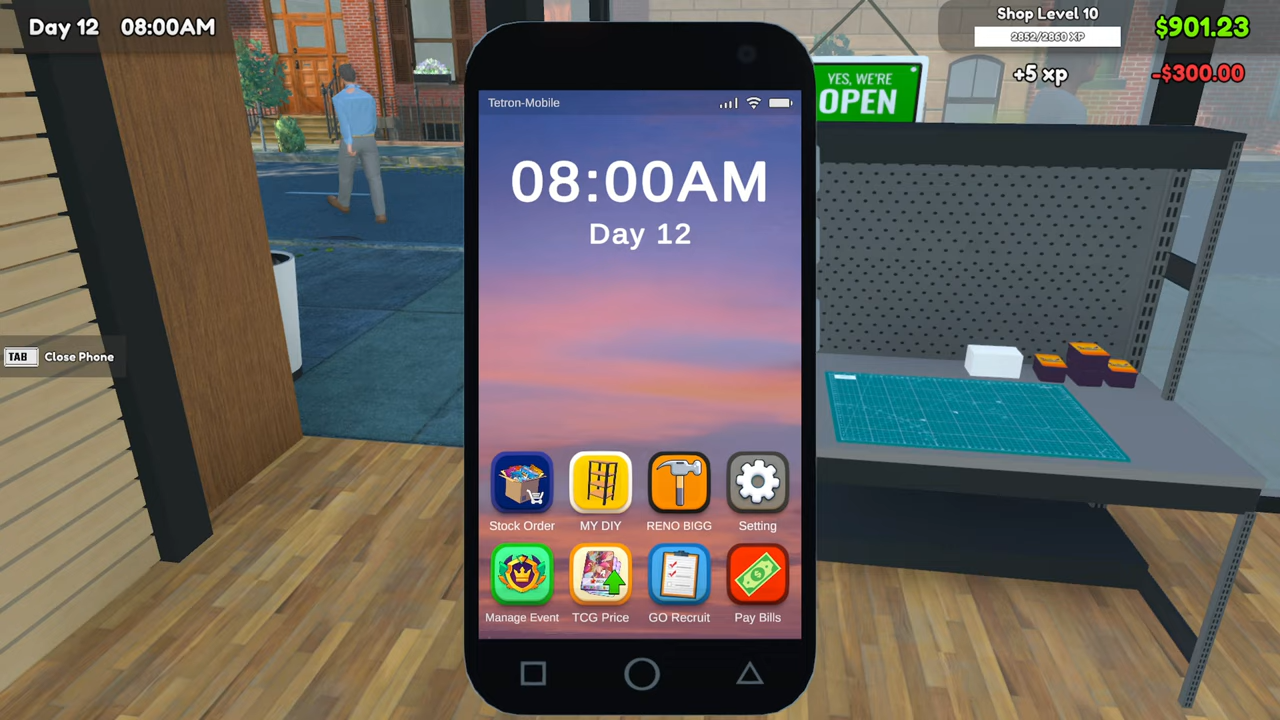 Day 12 08:00AM
Shop Level 10
2852/2860 XP
$901.23
+5 xp
-$300.00
YES, WE'RE
OPEN
Tetron-Mobile
08:00AM
Day 12
TAB Close Phone
Stock Order
MY DIY
RENO BIGG
Setting
Manage Event
TCG Price
GO Recruit
Pay Bills